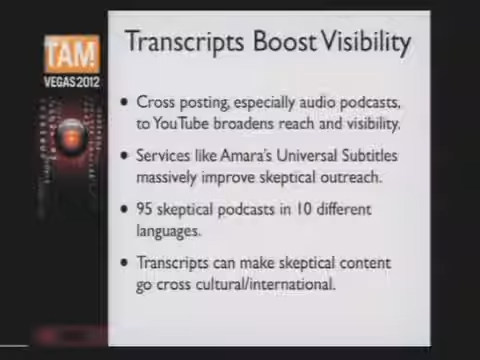 TAM!
VEGAS 2012
Transcripts Boost Visibility
• Cross posting, especially audio podcasts,
to YouTube broadens reach and visibility.
• Services like Amara's Universal Subtitles
massively improve skeptical outreach.
• 95 skeptical podcasts in 10 different
languages.
• Transcripts can make skeptical content
go cross cultural/international.